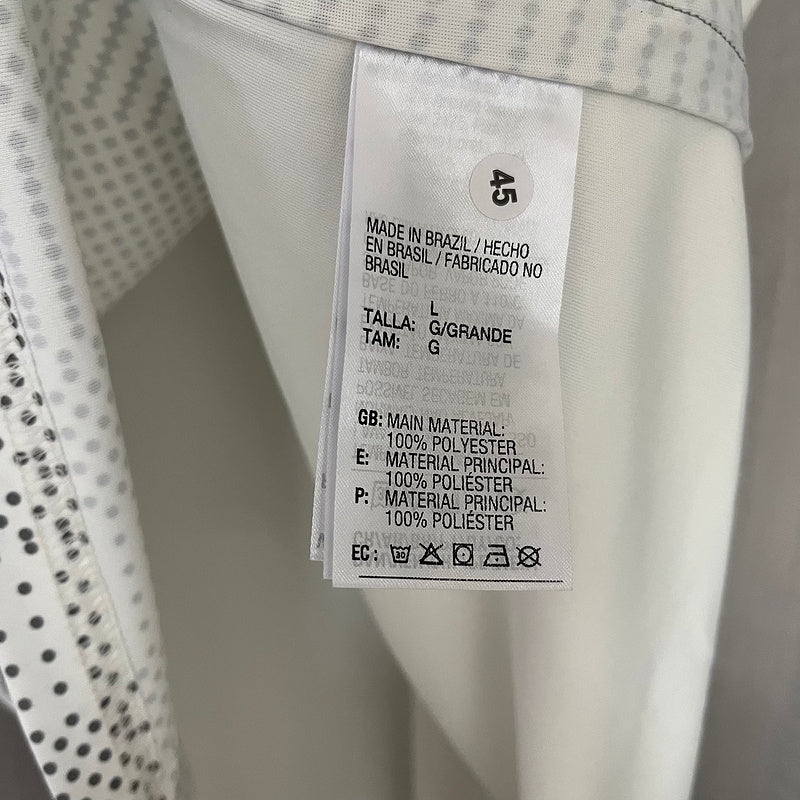 45
MADE IN BRAZIL / HECHO
EN BRASIL / FABRICADO NO
BRASIL
L
TALLA: G/GRANDE
TAM: G
GB: MAIN MATERIAL:
100% POLYESTER
E: MATERIAL PRINCIPAL:
100% POLIÉSTER
P: MATERIAL PRINCIPAL:
100% POLIÉSTER
EC: 30